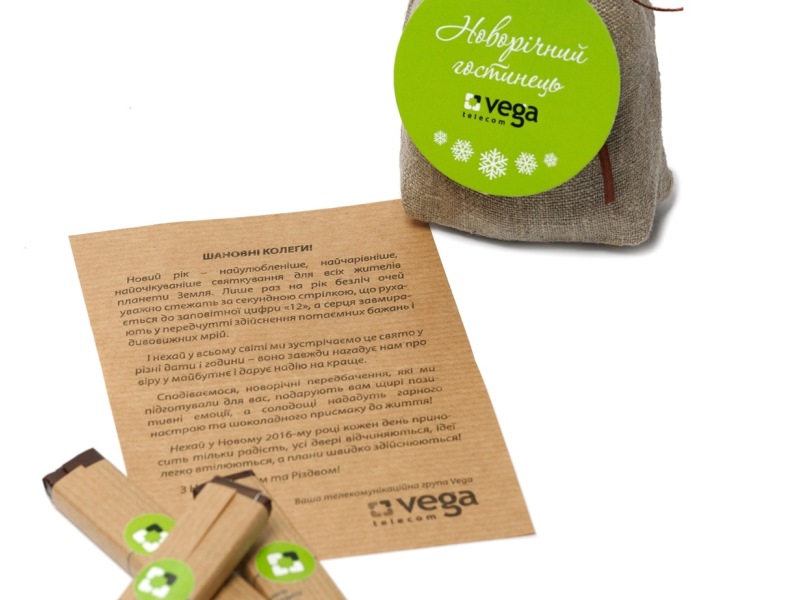 Новорічний
гостинець
vega
telecom
ШАНОВНІ КОЛЕГИ!
Новий рік – найулюбленіше, найчарівніше,
найочікуваніше святкування для всіх жителів
планети Земля. Лише раз на рік безліч очей
уважно стежать за секундною стрілкою, що руха-
ється до заповітної цифри «12», а серця завмира-
ють у передчутті здійснення потаємних бажань і
дивовижних мрій.
І нехай у всьому світі ми зустрічаємо це свято у
різні дати і години – воно завжди нагадує нам про
віру у майбутнє і дарує надію на краще.
Сподіваємося, новорічні передбачення, які ми
підготували для вас, подарують вам щирі пози-
тивні емоції, а солодощі нададуть гарного
настрою та шоколадного присмаку до життя!
Нехай у Новому 2016-му році кожен день прино-
сить тільки радість, усі двері відчиняються, ідеї
легко втілюються, а плани швидко здійснюються!
З Н м та Різдвом!
Ваша телекомунікаційна група Vega
vega
telecom